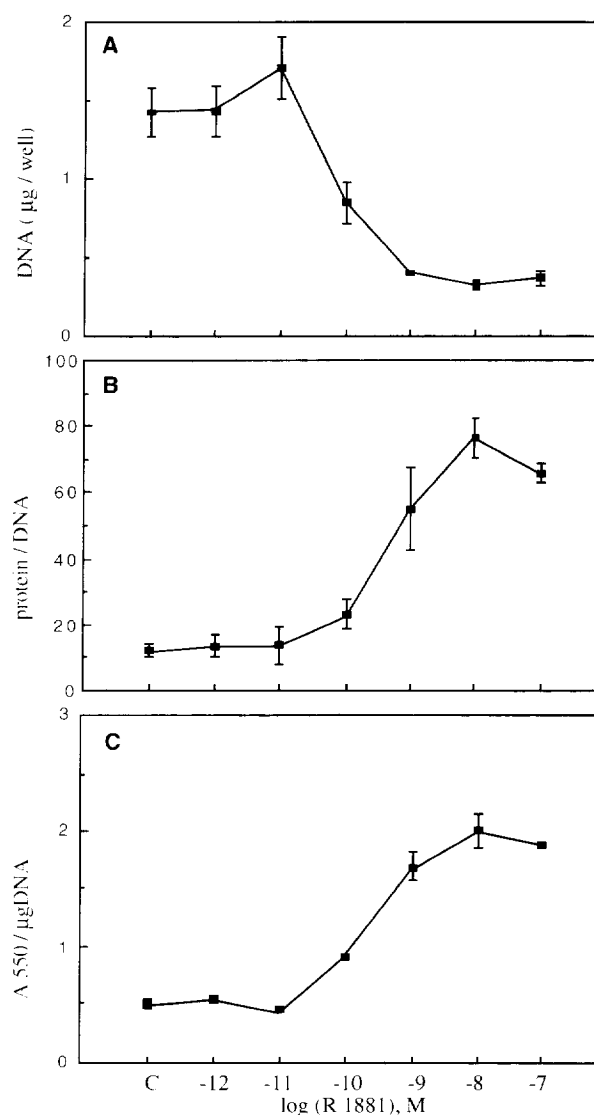 A
2
1
0
DNA ( µg / well)
B
100
80
60
40
20
0
protein / DNA
C
3
2
1
0
A 550 / µgDNA
C -12 -11 -10 -9 -8 -7
log (R 1881), M